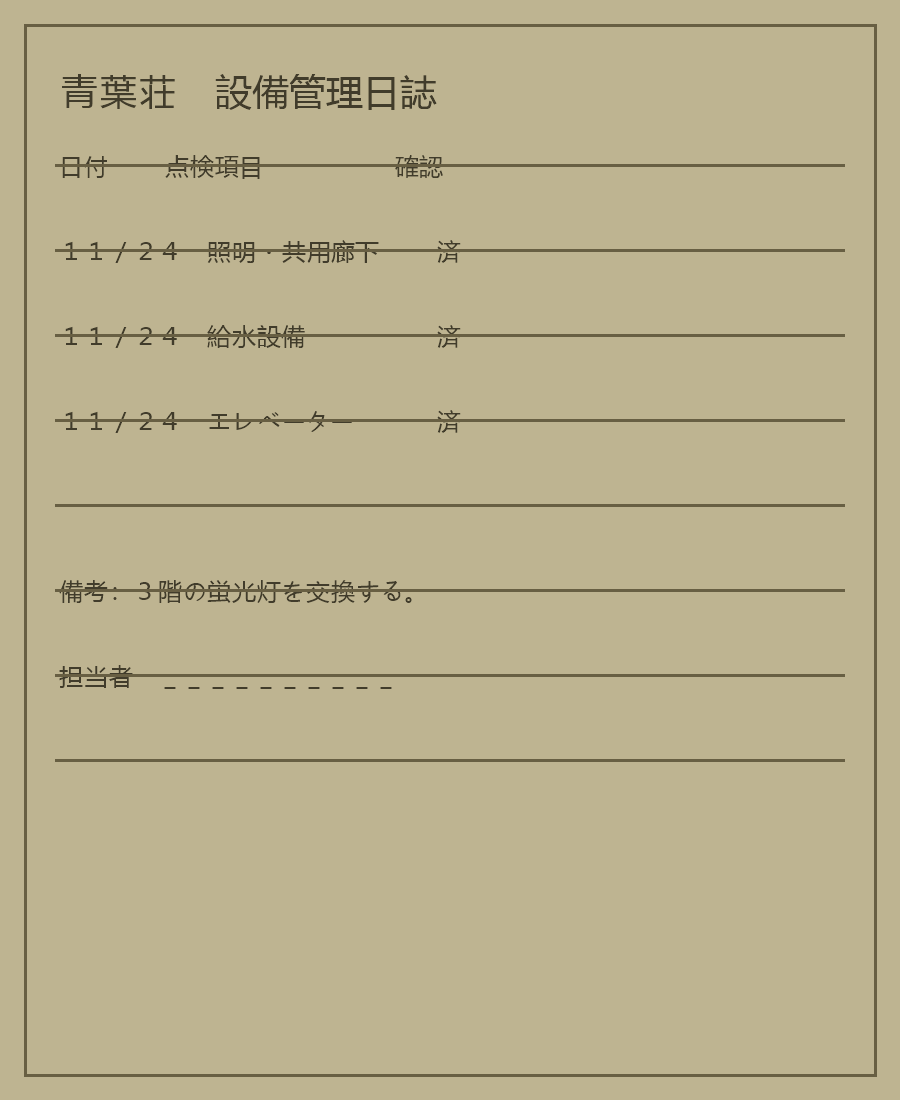 青葉荘　設備管理日誌
日付　　点検項目　　　　　確認
１１/２４　照明・共用廊下　　済
１１/２４　給水設備　　　　　済
１１/２４　エレベーター　　　済
備考：３階の蛍光灯を交換する。
担当者　＿＿＿＿＿＿＿＿＿＿